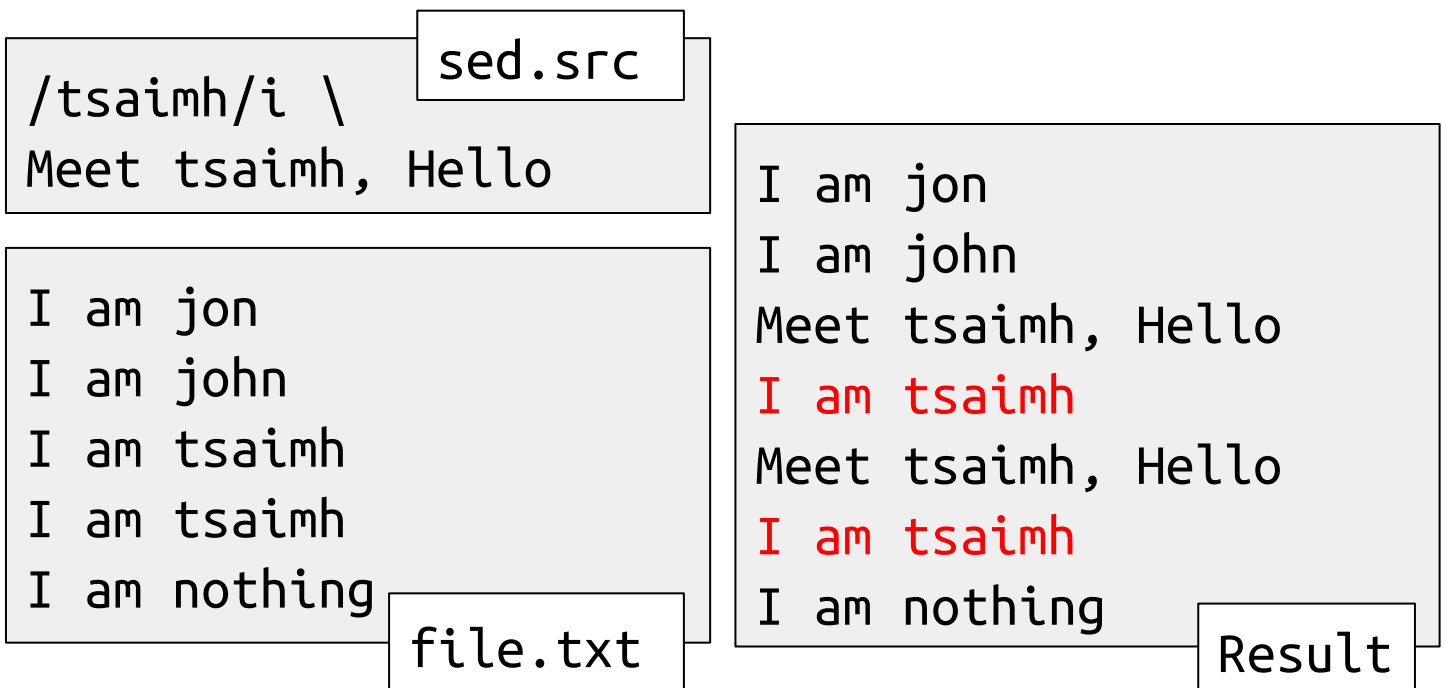 sed.src
/tsaimh/i \
Meet tsaimh, Hello
I am jon
I am john
I am tsaimh
I am tsaimh
I am nothing
file.txt
I am jon
I am john
Meet tsaimh, Hello
I am tsaimh
Meet tsaimh, Hello
I am tsaimh
I am nothing
Result